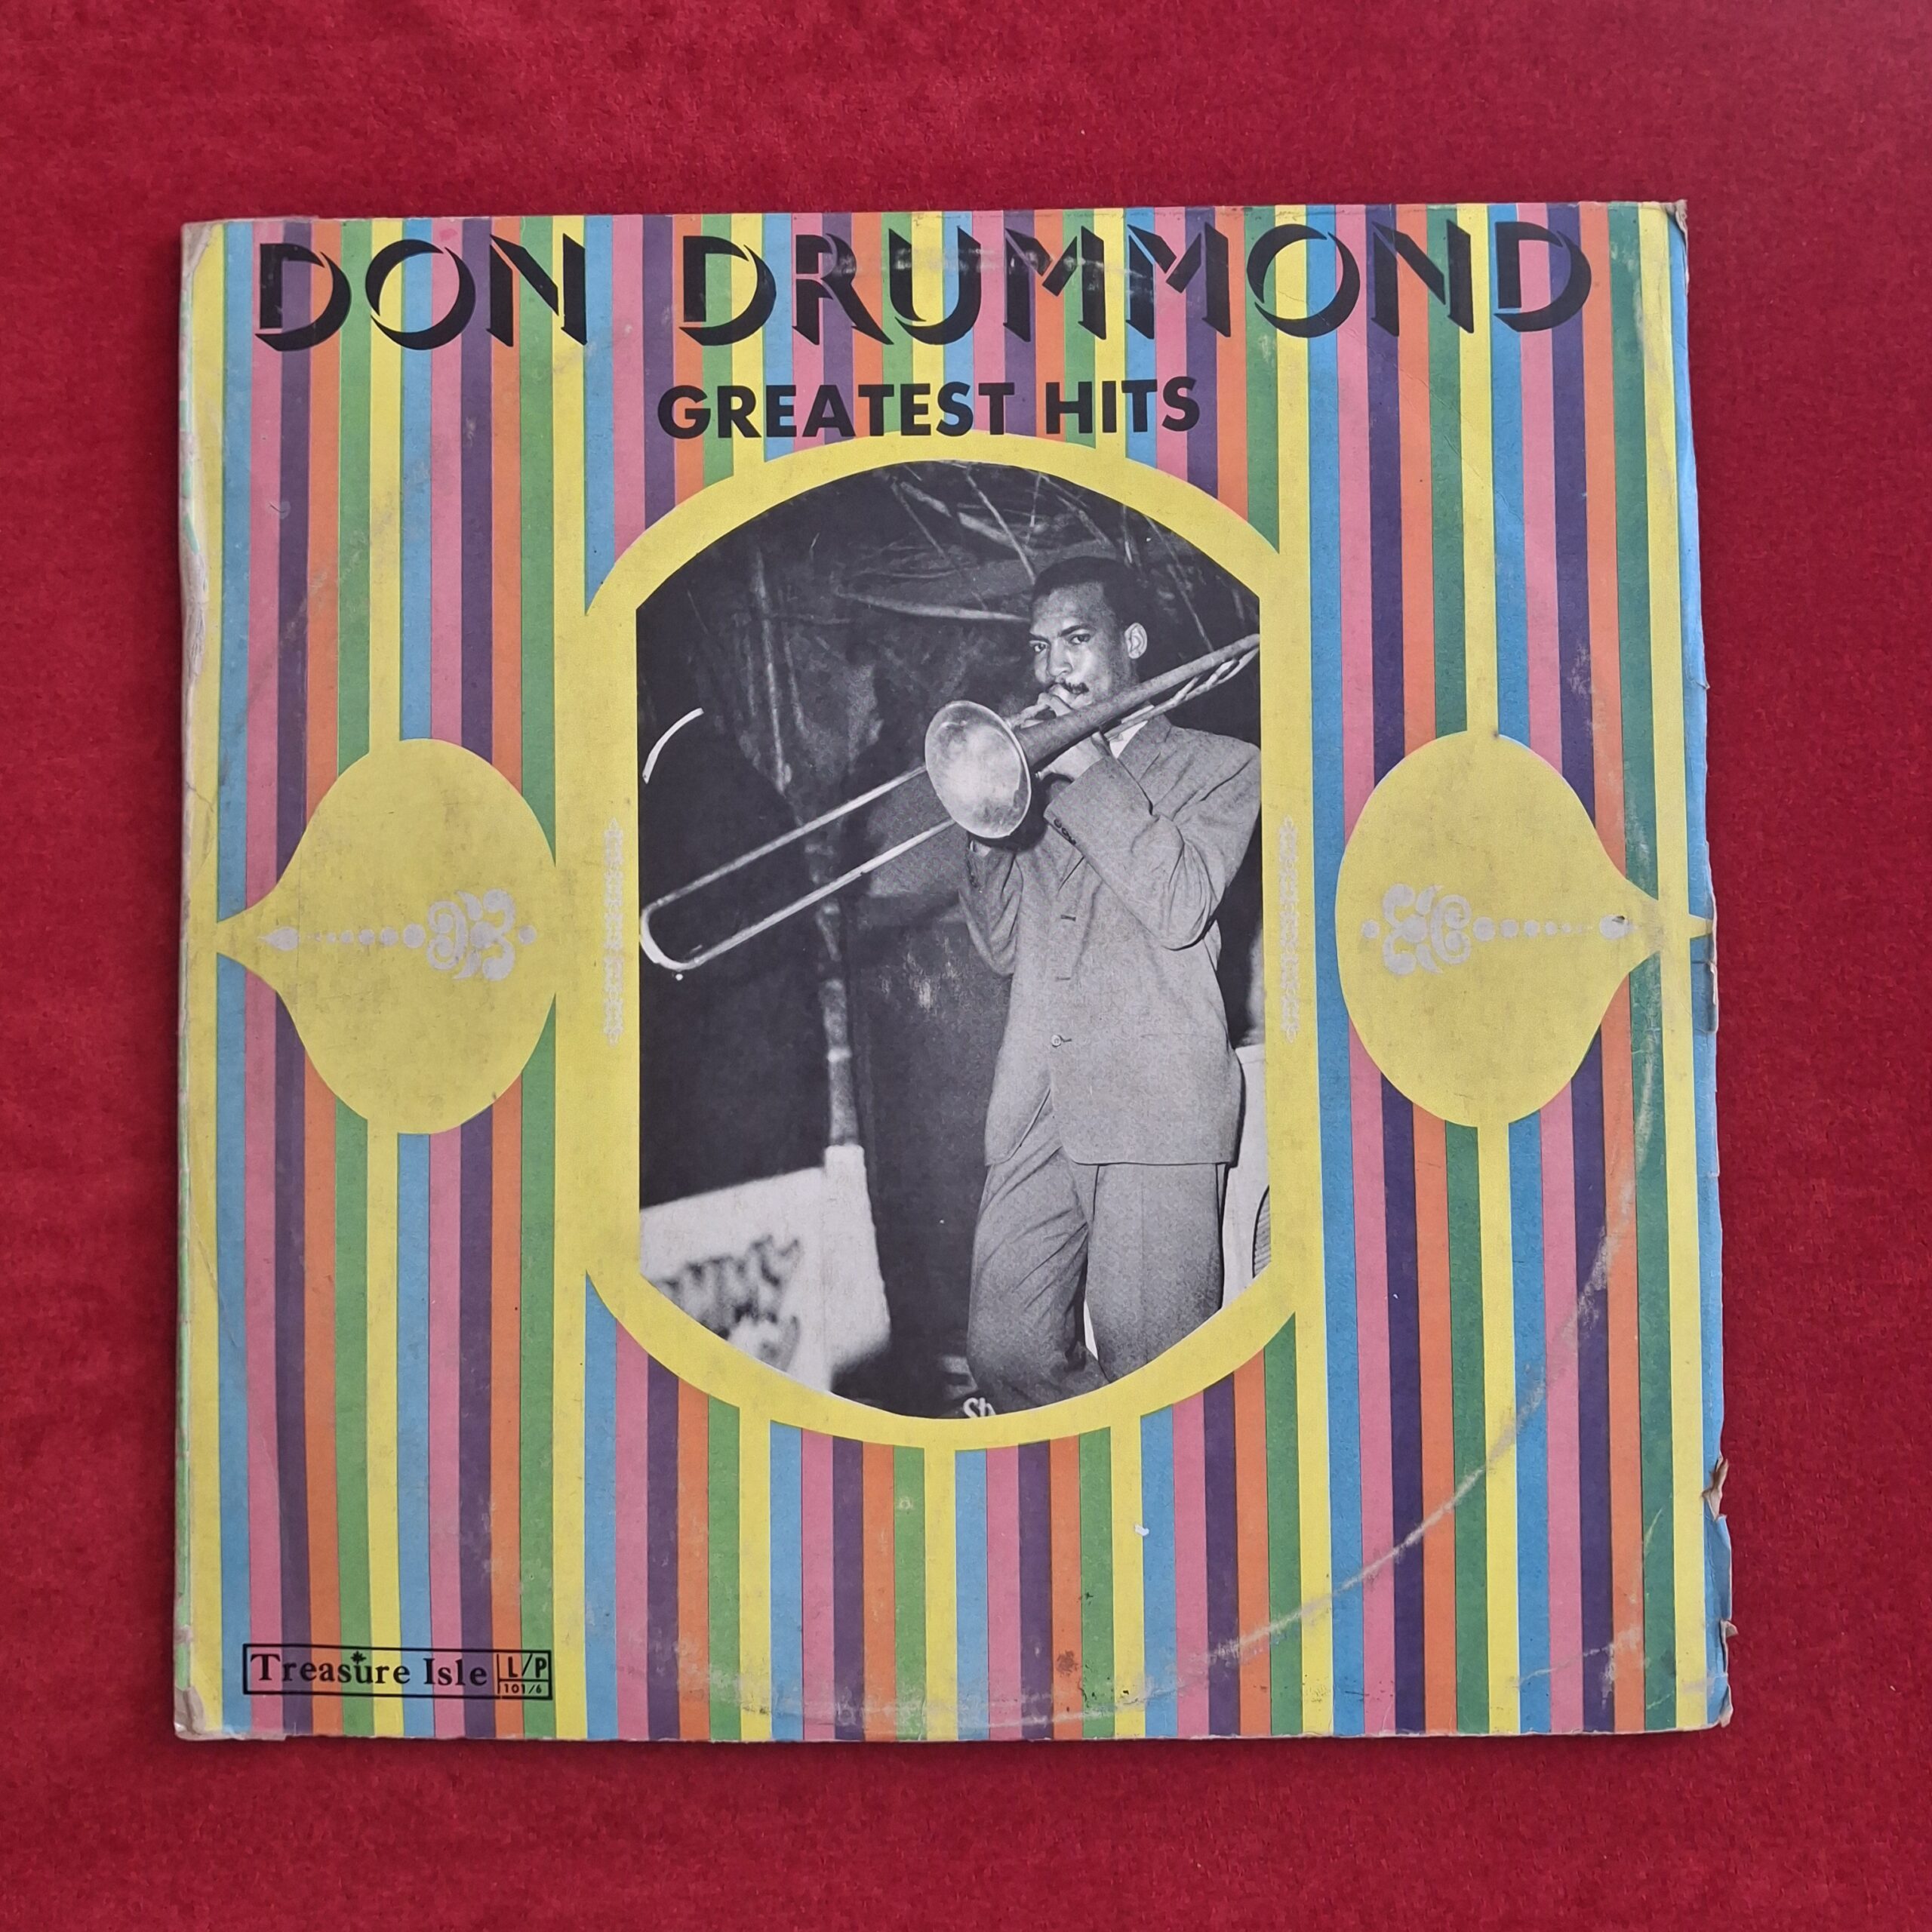 DON DRUMMOND
GREATEST HITS
Treasure Isle L/P
101/6